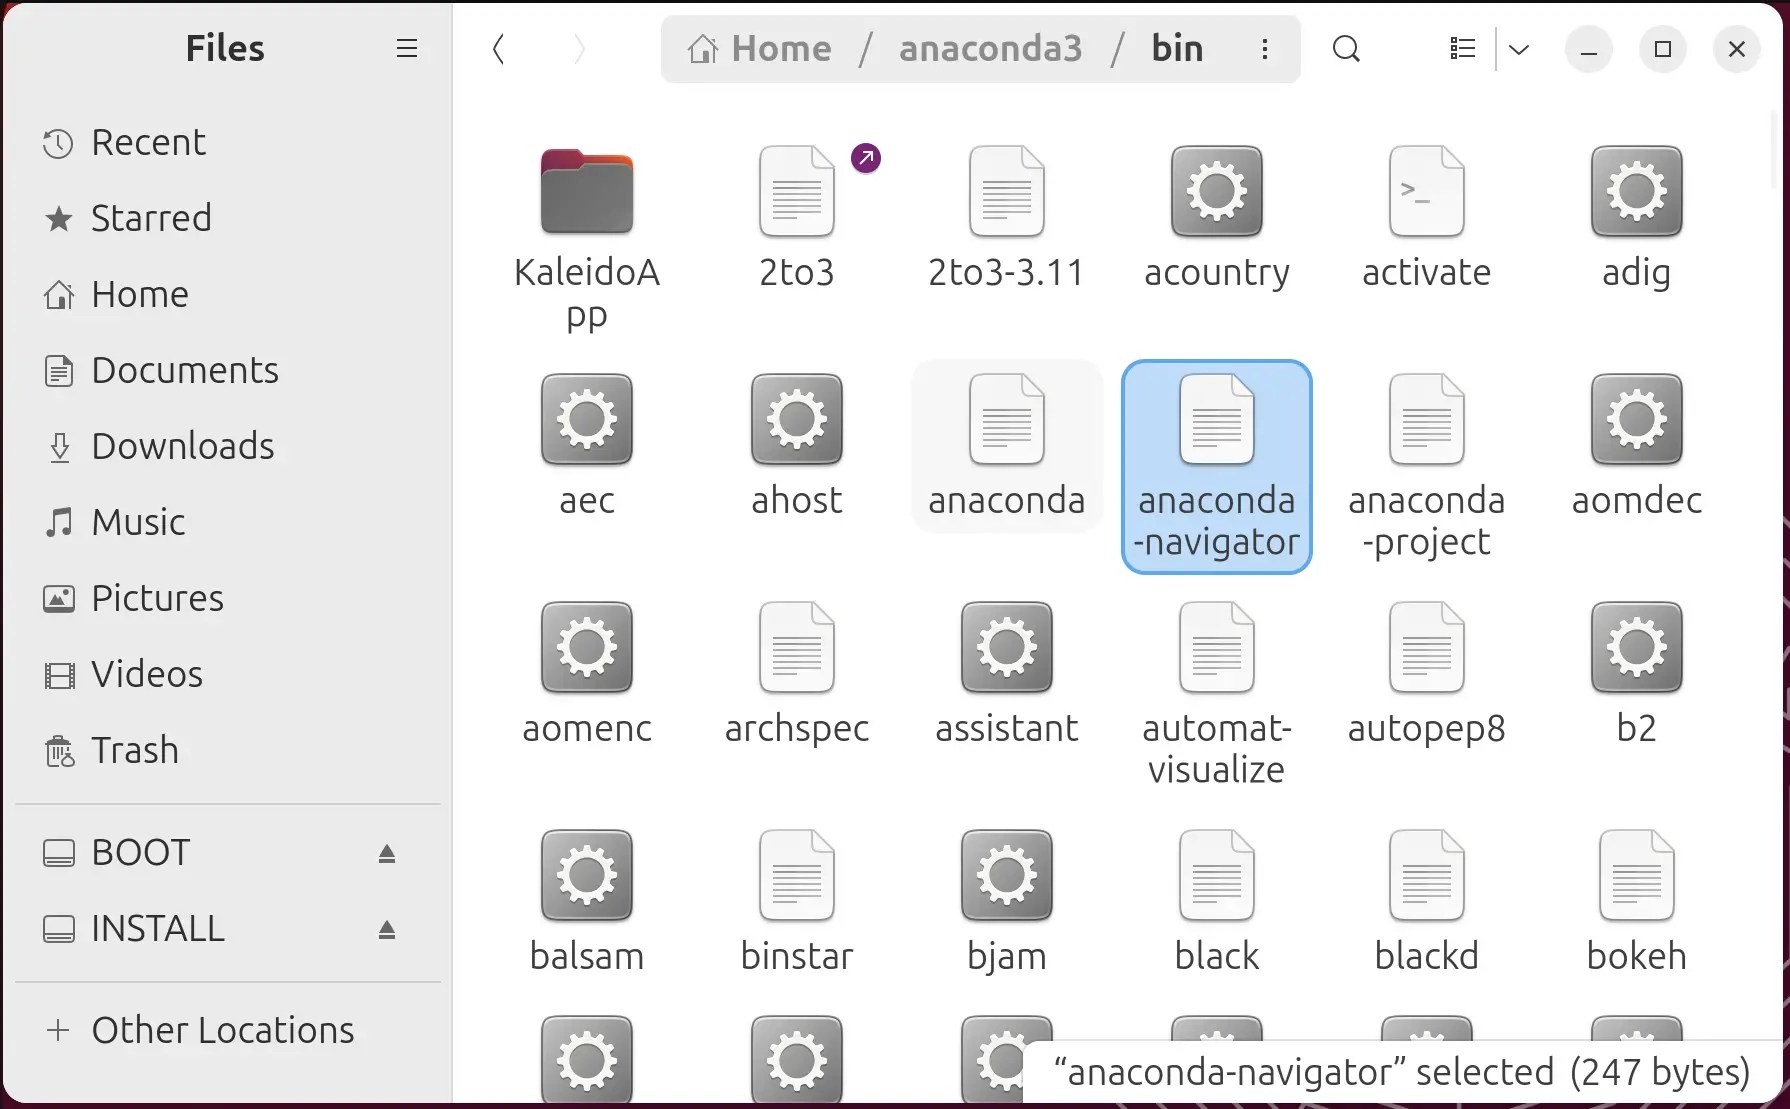 Files
Home / anaconda3 / bin
Recent
Starred
Home
Documents
Downloads
Music
Pictures
Videos
Trash
BOOT
INSTALL
+ Other Locations
KaleidoA
pp
2to3
2to3-3.11
acountry
>_
activate
adig
aec
ahost
anaconda
anaconda
-navigator
anaconda
-project
aomdec
aomenc
archspec
assistant
automat-
visualize
autopep8
b2
balsam
binstar
bjam
black
blackd
bokeh
“anaconda-navigator” selected (247 bytes)